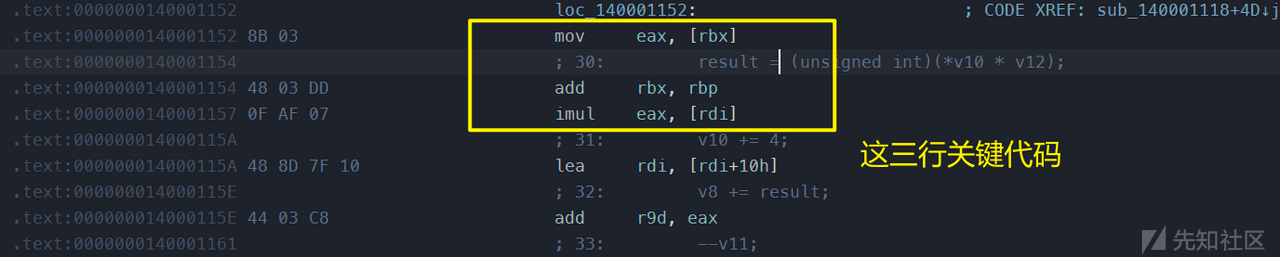 .text:0000000140001152 loc_140001152: ; CODE XREF: sub_140001118+4D↓j
.text:0000000140001152 8B 03 mov eax, [rbx]
.text:0000000140001154 ; 30: result = (unsigned int)(*v10 * v12);
.text:0000000140001154 48 03 DD add rbx, rbp
.text:0000000140001157 0F AF 07 imul eax, [rdi]
.text:000000014000115A ; 31: v10 += 4;
.text:000000014000115A 48 8D 7F 10 lea rdi, [rdi+10h]
.text:000000014000115E ; 32: v8 += result;
.text:000000014000115E 44 03 C8 add r9d, eax
.text:0000000140001161 ; 33: --v11;
这三行关键代码
先知社区